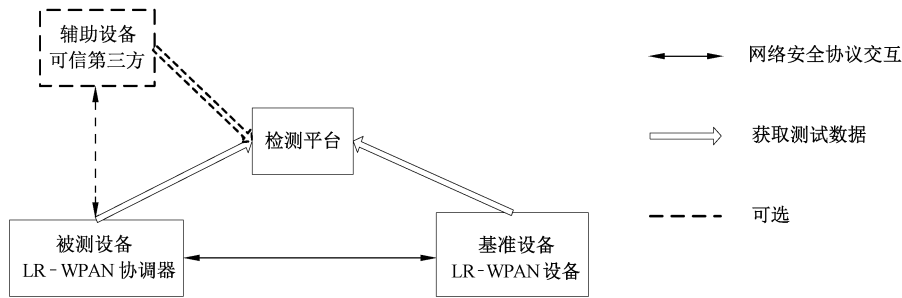 辅助设备
可信第三方
网络安全协议交互
检测平台
获取测试数据
可选
被测设备
LR-WPAN 协调器
基准设备
LR-WPAN 设备